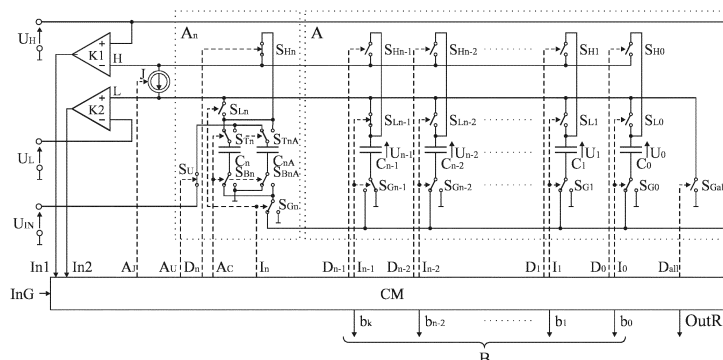 An A
UH + K1 H −
SHn SHn-1 SHn-2 SH1 SH0
J
L − K2 +
SLn SLn-1 SLn-2 SL1 SL0
STn STnA
UL
Cn CnA Cn-1 Un-1 Cn-2 Un-2 C1 U1 C0 U0
SU SBn SBnA
SGn SGn-1 SGn-2 SG1 SG0 SGall
UIN
In1 In2 AJ AU Dn AC In Dn-1 In-1 Dn-2 In-2 D1 I1 D0 I0 Dall
InG CM
bk bn-2 b1 b0 OutR
B